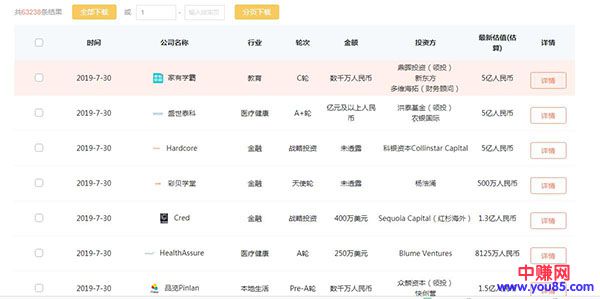 共63238条结果 全部下载 或 1 - 输入结束页 分页下载
时间 公司名称 行业 轮次 金额 投资方 最新估值(估算) 详情
2019-7-30 家有学霸 教育 C轮 数千万人民币 鼎晖投资（领投） 新东方 多维海拓（财务顾问） 5亿人民币 详情
2019-7-30 盛世泰科 医疗健康 A+轮 亿元及以上人民币 洪泰基金（领投） 农银国际 5亿人民币 详情
2019-7-30 Hardcore 金融 战略投资 未透露 科银资本Collinstar Capital 5亿人民币 详情
2019-7-30 彩贝学堂 金融 天使轮 未透露 杨浩涌 500万人民币 详情
2019-7-30 Cred 金融 战略投资 400万美元 Sequoia Capital（红杉海外） 1.3亿人民币 详情
2019-7-30 HealthAssure 医疗健康 A轮 250万美元 Blume Ventures 8125万人民币 详情
2019-7-30 品览Pinlan 本地生活 Pre-A轮 数千万人民币 众麟资本（领投） 快创营 1.5亿人民币 详情
中赚网
www.you85.com